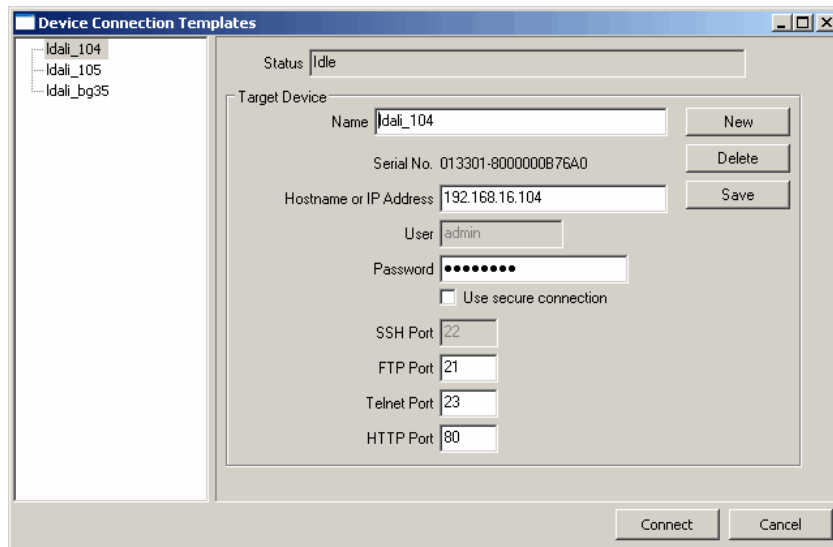 Device Connection Templates
ldali_104
ldali_105
ldali_bg35
Status Idle
Target Device
Name ldali_104
New
Serial No. 013301-8000000B76A0
Delete
Hostname or IP Address 192.168.16.104
Save
User admin
Password ●●●●●●●●
Use secure connection
SSH Port 22
FTP Port 21
Telnet Port 23
HTTP Port 80
Connect Cancel